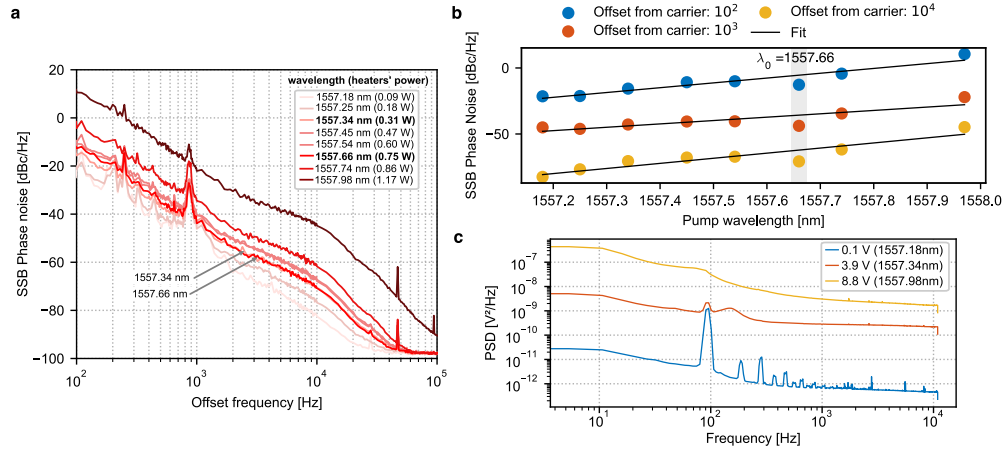 a
SSB Phase noise [dBc/Hz]
20
0
−20
−40
−60
−80
−100
wavelength (heaters' power)
1557.18 nm (0.09 W)
1557.25 nm (0.18 W)
1557.34 nm (0.31 W)
1557.45 nm (0.47 W)
1557.54 nm (0.60 W)
1557.66 nm (0.75 W)
1557.74 nm (0.86 W)
1557.98 nm (1.17 W)
1557.34 nm
1557.66 nm
10² 10³ 10⁴ 10⁵
Offset frequency [Hz]
b
Offset from carrier: 10²
Offset from carrier: 10³
Offset from carrier: 10⁴
Fit
SSB Phase Noise [dBc/Hz]
0
−50
λ₀ =1557.66
1557.2 1557.3 1557.4 1557.5 1557.6 1557.7 1557.8 1557.9 1558.0
Pump wavelength [nm]
c
PSD [V²/Hz]
10⁻⁷
10⁻⁸
10⁻⁹
10⁻¹⁰
10⁻¹¹
10⁻¹²
0.1 V (1557.18nm)
3.9 V (1557.34nm)
8.8 V (1557.98nm)
10¹ 10² 10³ 10⁴
Frequency [Hz]